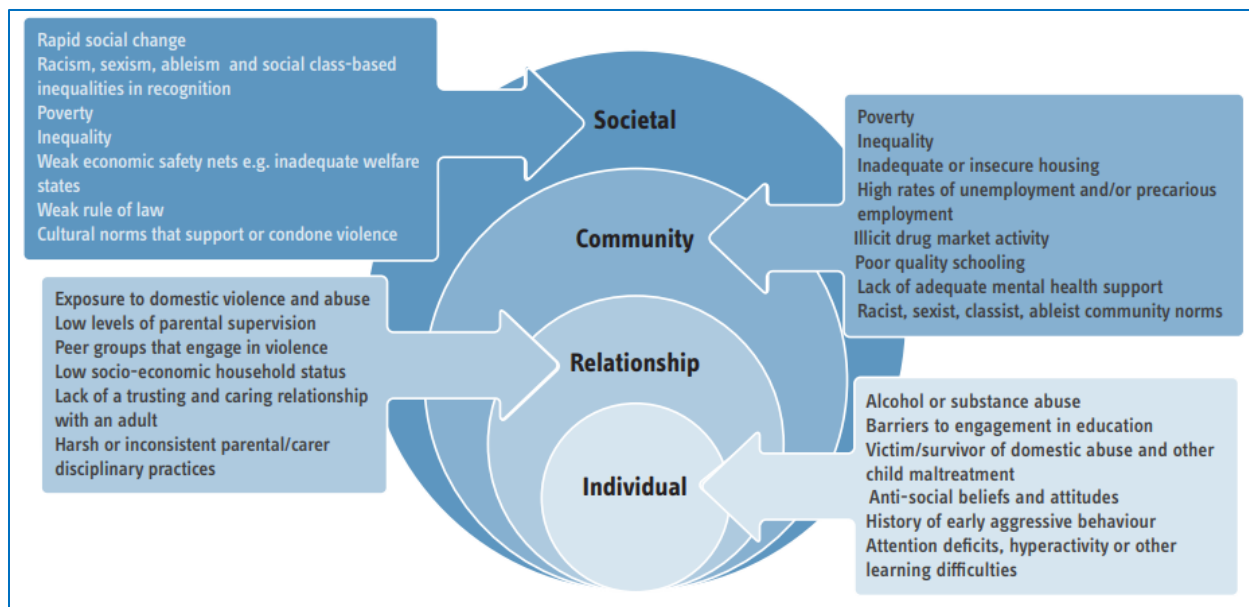 Rapid social change
Racism, sexism, ableism  and social class-based
inequalities in recognition
Poverty
Inequality
Weak economic safety nets e.g. inadequate welfare
states
Weak rule of law
Cultural norms that support or condone violence
Societal
Poverty
Inequality
Inadequate or insecure housing
High rates of unemployment and/or precarious
employment
Illicit drug market activity
Poor quality schooling
Lack of adequate mental health support
Racist, sexist, classist, ableist community norms
Community
Exposure to domestic violence and abuse
Low levels of parental supervision
Peer groups that engage in violence
Low socio-economic household status
Lack of a trusting and caring relationship
with an adult
Harsh or inconsistent parental/carer
disciplinary practices
Relationship
Alcohol or substance abuse
Barriers to engagement in education
Victim/survivor of domestic abuse and other
child maltreatment
Anti-social beliefs and attitudes
History of early aggressive behaviour
Attention deficits, hyperactivity or other
learning difficulties
Individual